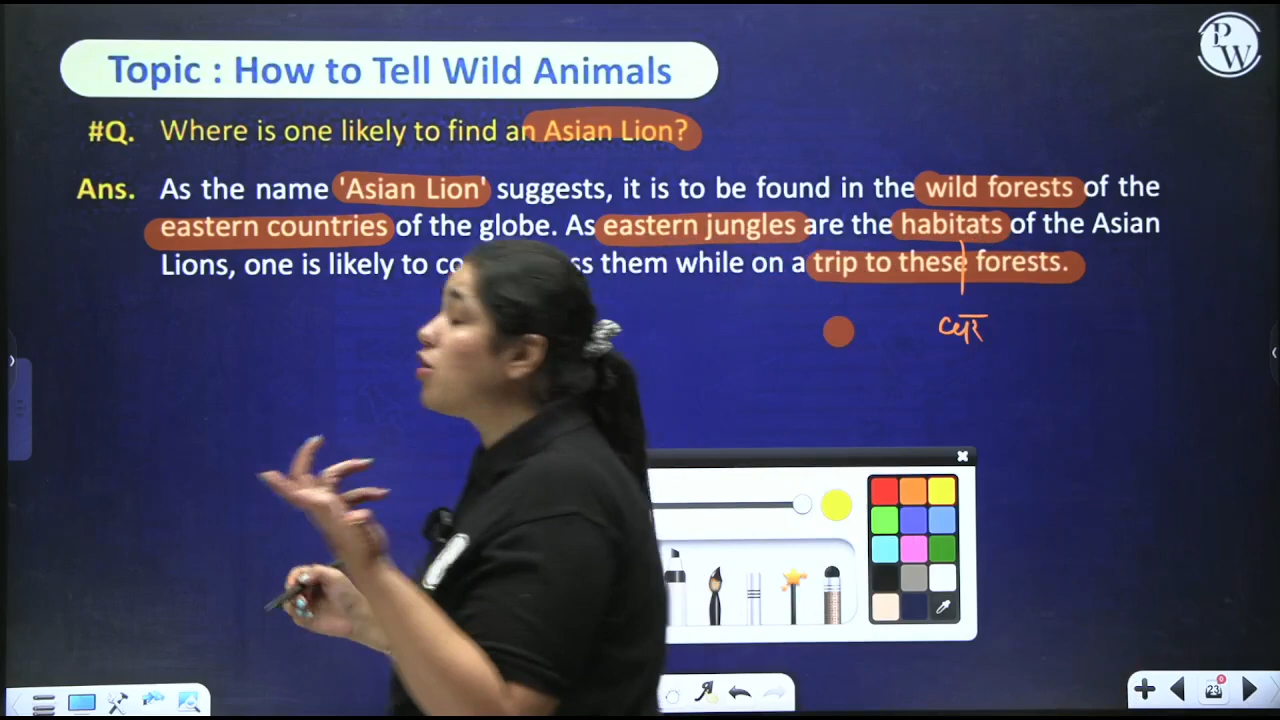 PW
Topic : How to Tell Wild Animals
#Q. Where is one likely to find an Asian Lion?
Ans. As the name 'Asian Lion' suggests, it is to be found in the wild forests of the
eastern countries of the globe. As eastern jungles are the habitats of the Asian
Lions, one is likely to ss them while on a trip to these forests.
घर
23